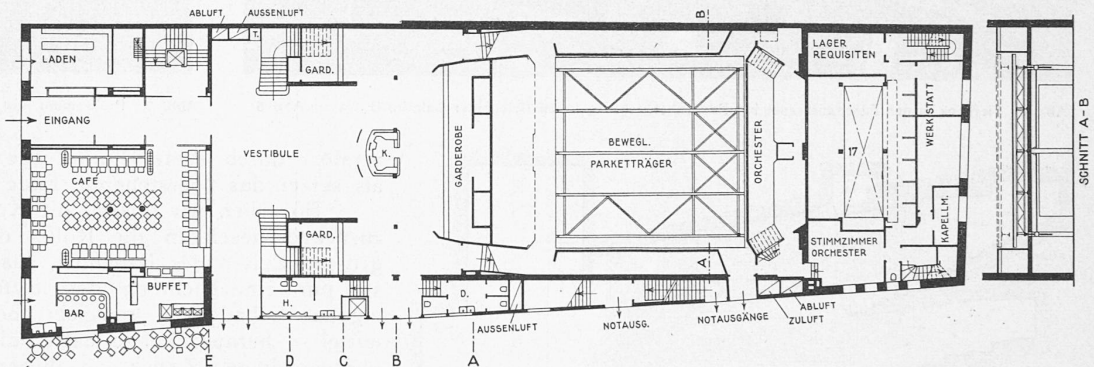 ABLUFT
AUSSENLUFT
T.
B
LADEN
GARD.
LAGER
REQUISITEN
EINGANG
WERKSTATT
K.
VESTIBULE
GARDEROBE
BEWEGL.
PARKETTRÄGER
ORCHESTER
17
SCHNITT A-B
CAFÉ
GARD.
KAPELLM.
STIMMZIMMER
ORCHESTER
A
BUFFET
BAR
H.
D.
AUSSENLUFT
NOTAUSG.
NOTAUSGÄNGE
ABLUFT
ZULUFT
E
D
C
B
A